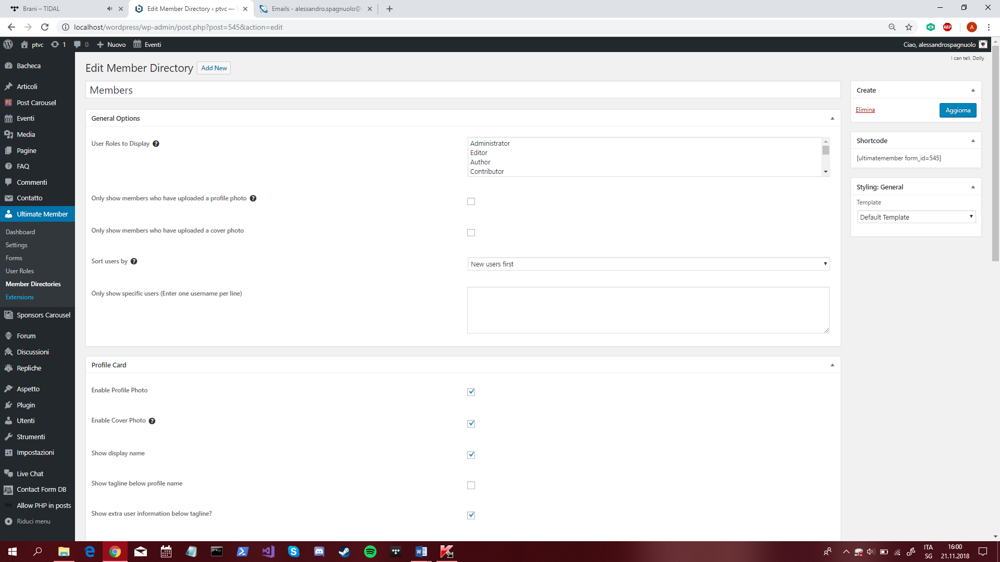 Brani – TIDAL
Edit Member Directory ‹ ptvc —
Emails - alessandro.spagnuolo@
localhost/wordpress/wp-admin/post.php?post=545&action=edit
ABP
A
ptvc
1
0
Nuovo
Eventi
Ciao, alessandrospagnuolo
I can tell, Dolly
Bacheca
Articoli
PC Post Carousel
Eventi
Media
Pagine
FAQ
Commenti
Contatto
Ultimate Member
Dashboard
Settings
Forms
User Roles
Member Directories
Extensions
Sponsors Carousel
Forum
Discussioni
Repliche
Aspetto
Plugin
Utenti
Strumenti
Impostazioni
Live Chat
Contact Form DB
PHP Allow PHP in posts
Riduci menu
Edit Member Directory
Add New
Members
General Options
User Roles to Display
Administrator
Editor
Author
Contributor
Only show members who have uploaded a profile photo
Only show members who have uploaded a cover photo
Sort users by
New users first
Only show specific users (Enter one username per line)
Profile Card
Enable Profile Photo
Enable Cover Photo
Show display name
Show tagline below profile name
Show extra user information below tagline?
Create
Elimina
Aggiorna
Shortcode
[ultimatemember form_id=545]
Styling: General
Template
Default Template
ITA
SG
16:00
21.11.2018